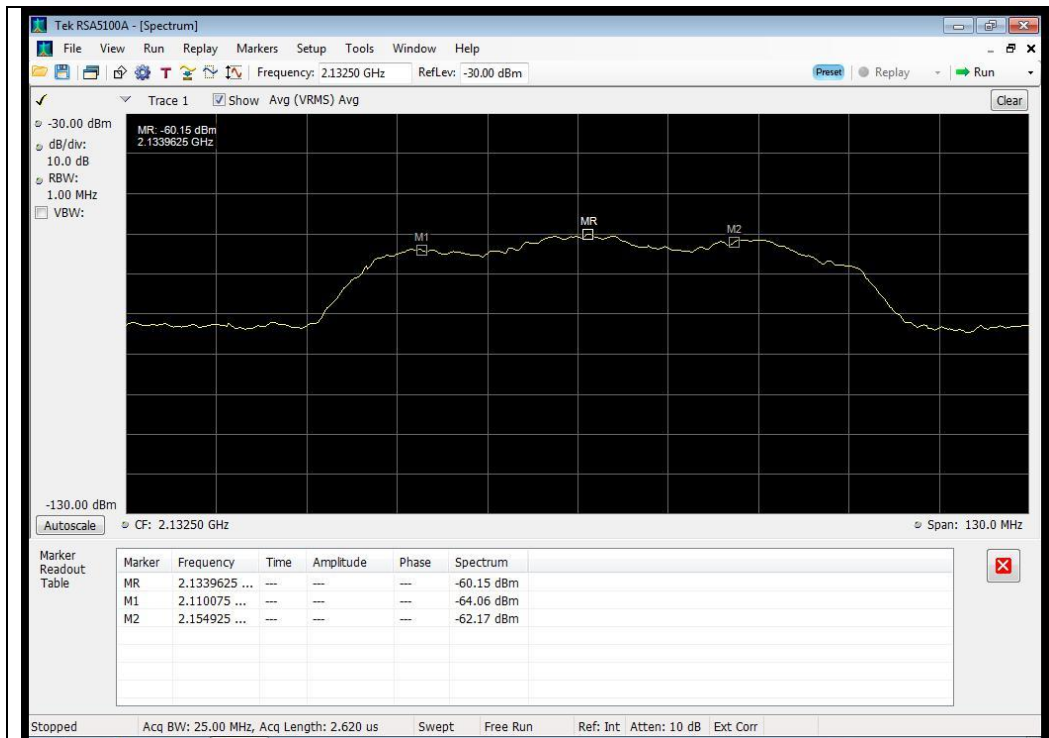 Tek RSA5100A - [Spectrum]
File View Run Replay Markers Setup Tools Window Help
T Frequency: 2.13250 GHz RefLev: -30.00 dBm Preset Replay Run
Trace 1 Show Avg (VRMS) Avg Clear
-30.00 dBm
dB/div:
10.0 dB
RBW:
1.00 MHz
VBW:
MR: -60.15 dBm
2.1339625 GHz
M1
MR
M2
-130.00 dBm
Autoscale CF: 2.13250 GHz Span: 130.0 MHz
Marker
Readout
Table
Marker Frequency Time Amplitude Phase Spectrum
MR 2.1339625 ... --- --- --- -60.15 dBm
M1 2.110075 ... --- --- --- -64.06 dBm
M2 2.154925 ... --- --- --- -62.17 dBm
Stopped Acq BW: 25.00 MHz, Acq Length: 2.620 us Swept Free Run Ref: Int Atten: 10 dB Ext Corr